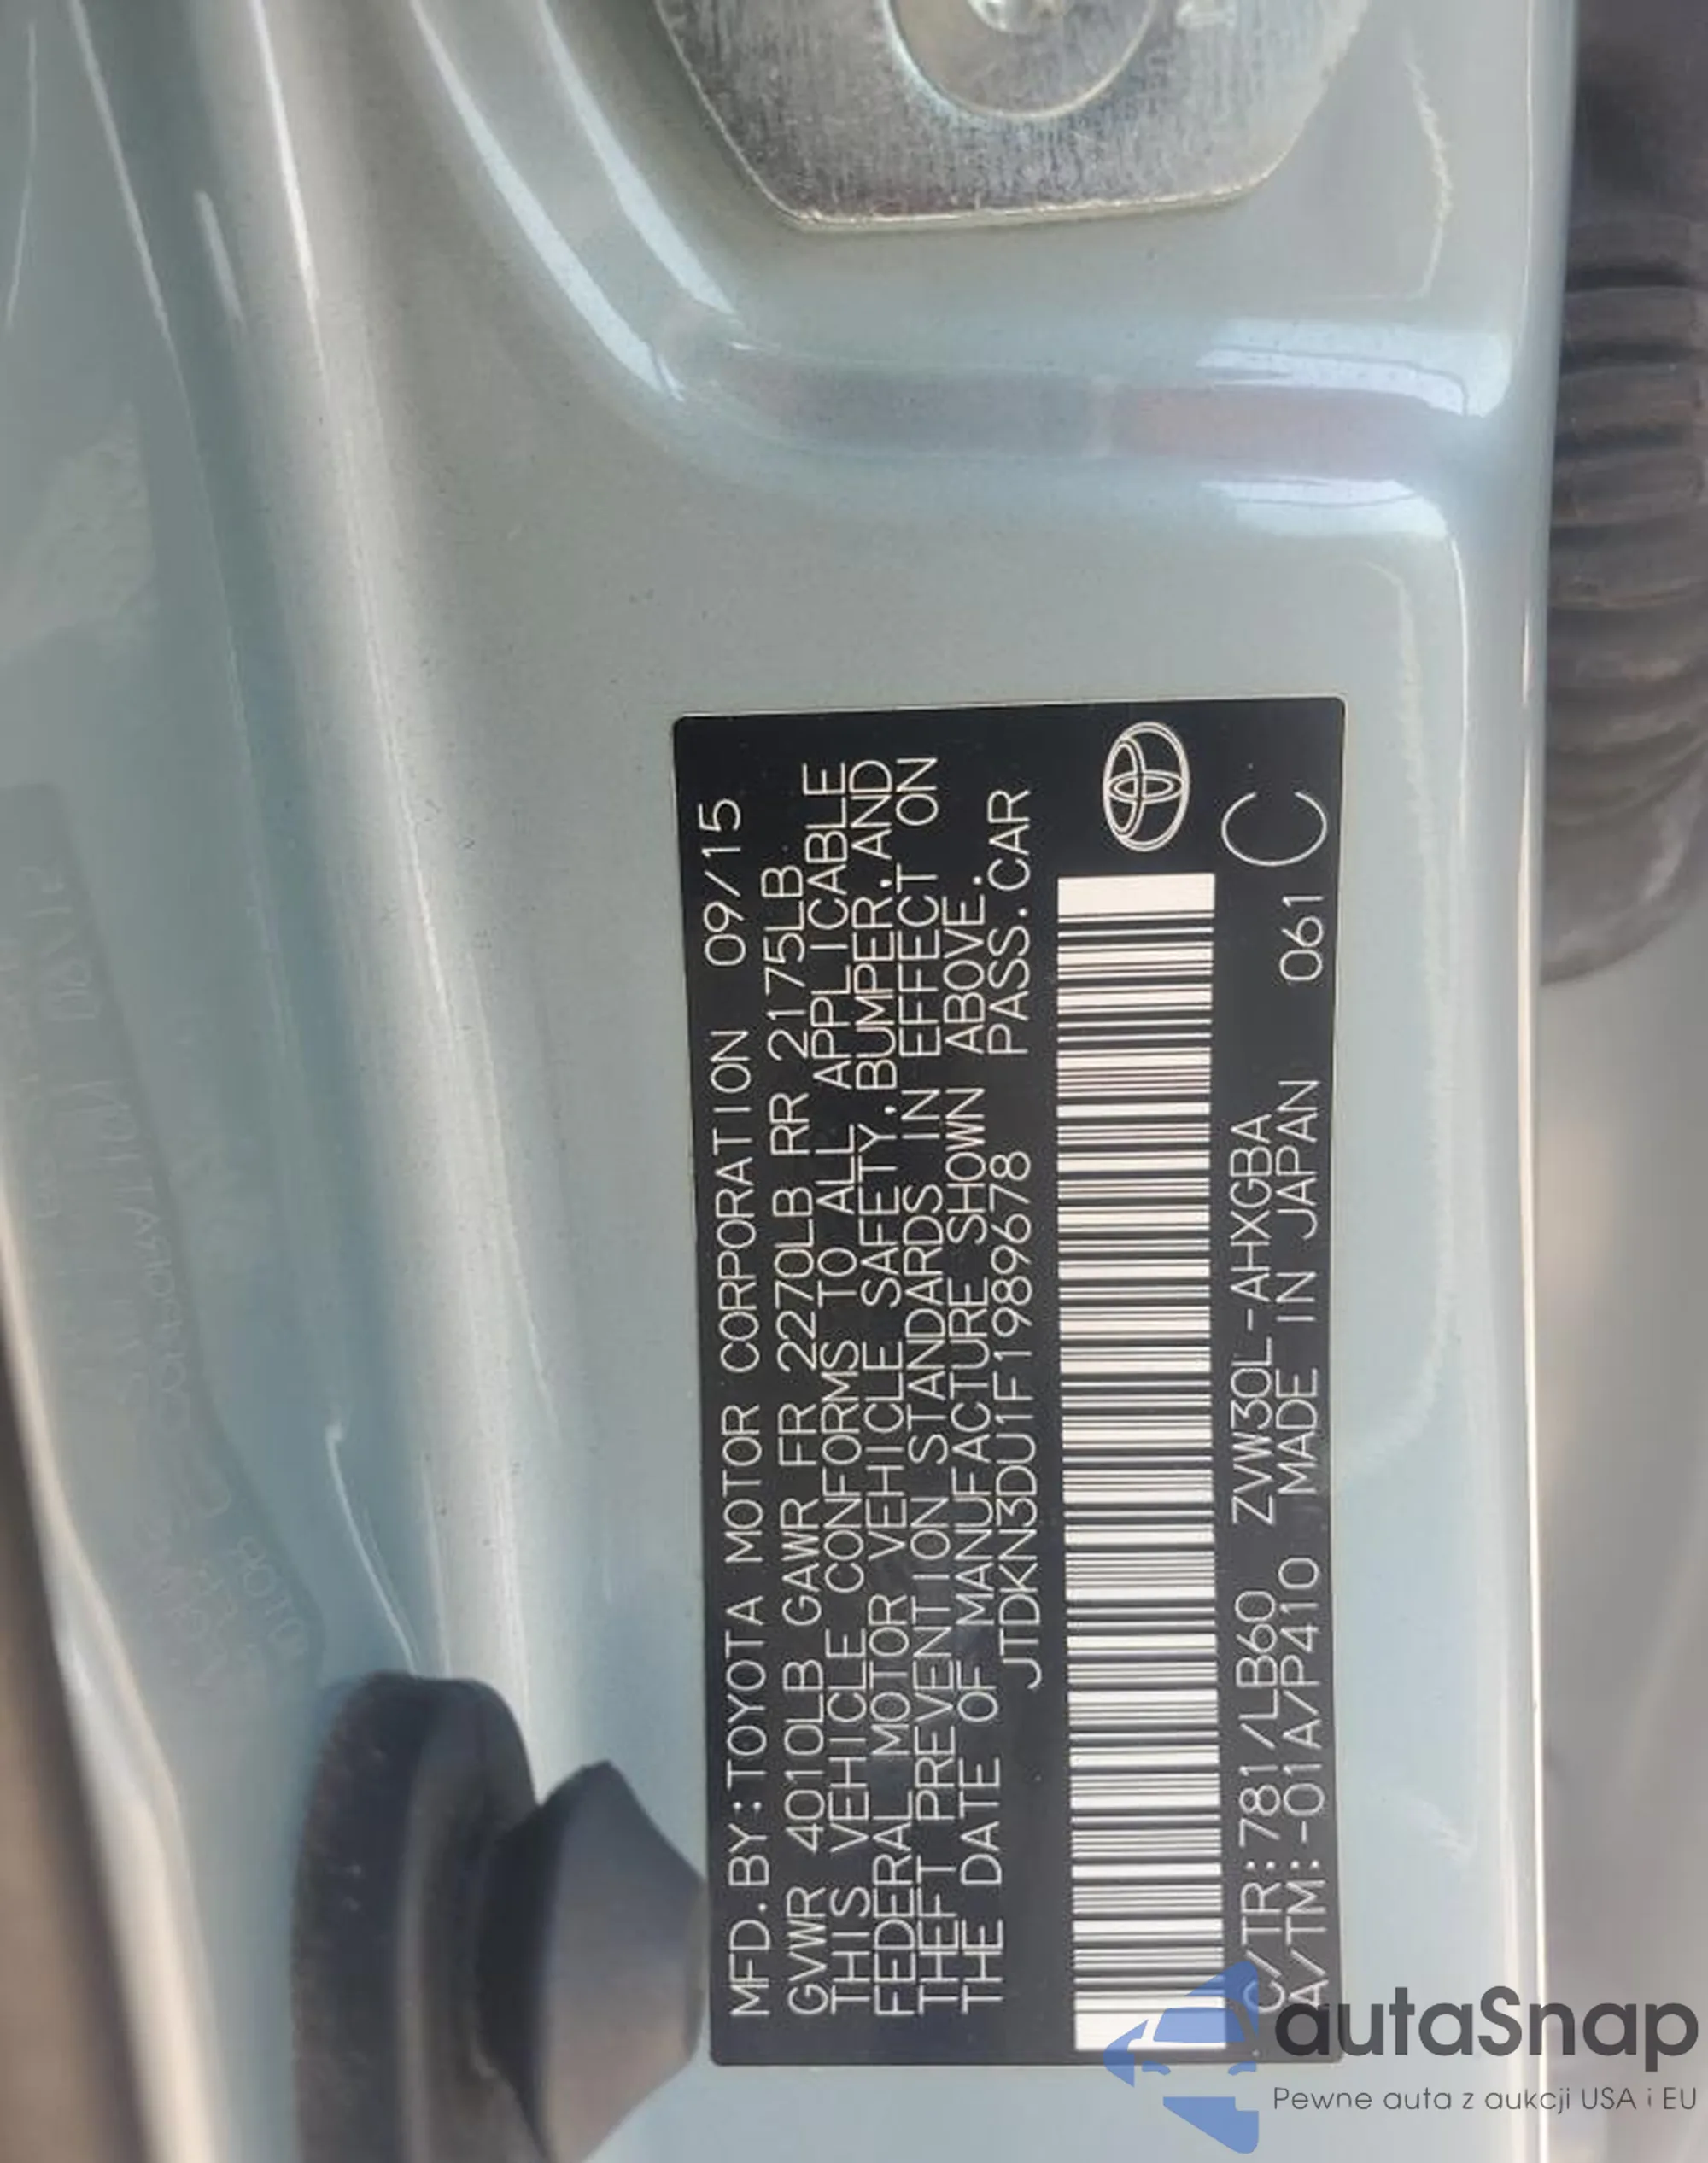 MFD.BY:TOYOTA MOTOR CORPORATION 09/15
GVWR 4010LB GAWR FR 2270LB RR 2175LB
THIS VEHICLE CONFORMS TO ALL APPLICABLE
FEDERAL MOTOR VEHICLE SAFETY.BUMPER.AND
THEFT PREVENTION STANDARDS IN EFFECT ON
THE DATE OF MANUFACTURE SHOWN ABOVE.
JTDKN3DU1F1989678 PASS.CAR
C/TR:781/LB60 ZVW30L-AHXGBA
A/TM:-01A/P410 MADE IN JAPAN 061 C
autaSnap
Pewne auta z aukcji USA i EU